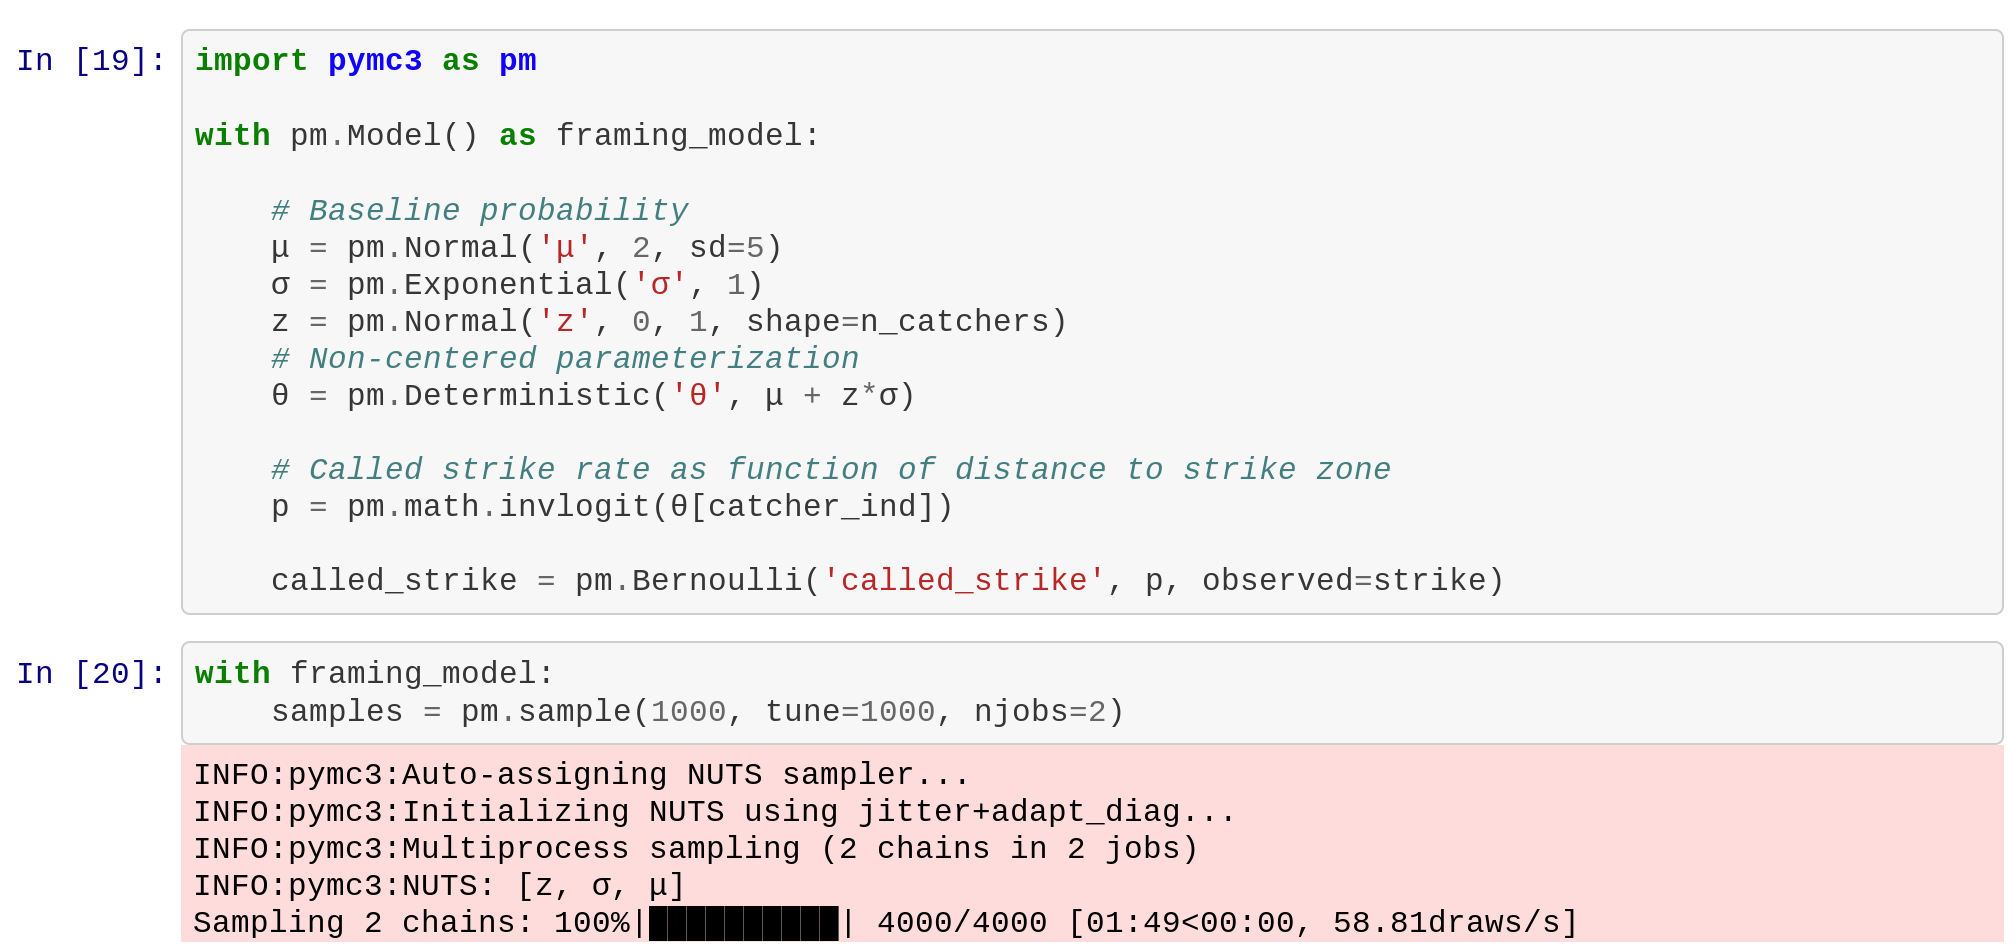 In [19]: import pymc3 as pm
with pm.Model() as framing_model:
# Baseline probability
μ = pm.Normal('μ', 2, sd=5)
σ = pm.Exponential('σ', 1)
z = pm.Normal('z', 0, 1, shape=n_catchers)
# Non-centered parameterization
θ = pm.Deterministic('θ', μ + z*σ)
# Called strike rate as function of distance to strike zone
p = pm.math.invlogit(θ[catcher_ind])
called_strike = pm.Bernoulli('called_strike', p, observed=strike)
In [20]: with framing_model:
samples = pm.sample(1000, tune=1000, njobs=2)
INFO:pymc3:Auto-assigning NUTS sampler...
INFO:pymc3:Initializing NUTS using jitter+adapt_diag...
INFO:pymc3:Multiprocess sampling (2 chains in 2 jobs)
INFO:pymc3:NUTS: [z, σ, μ]
Sampling 2 chains: 100%|██████████| 4000/4000 [01:49<00:00, 58.81draws/s]